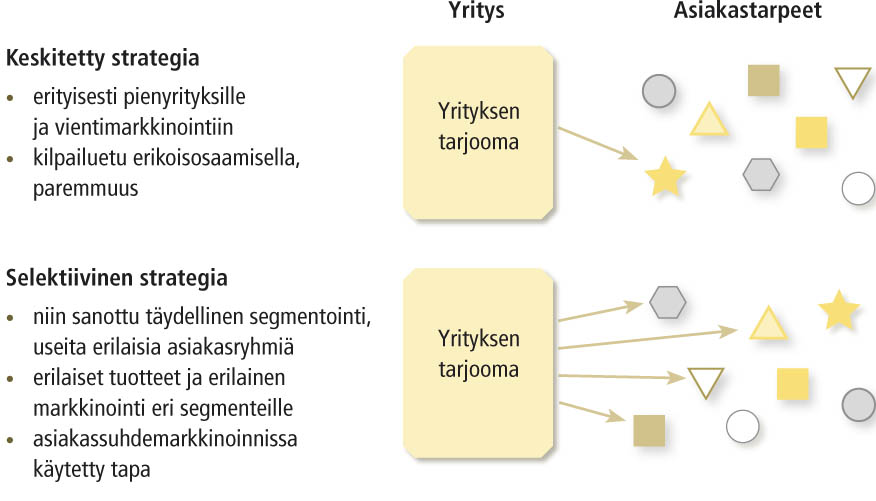 Yritys
Asiakastarpeet
Keskitetty strategia
• erityisesti pienyrityksille
ja vientimarkkinointiin
• kilpailuetu erikoisosaamisella,
paremmuus
Yrityksen
tarjooma
Selektiivinen strategia
• niin sanottu täydellinen segmentointi,
useita erilaisia asiakasryhmiä
• erilaiset tuotteet ja erilainen
markkinointi eri segmenteille
• asiakassuhdemarkkinoinnissa
käytetty tapa
Yrityksen
tarjooma